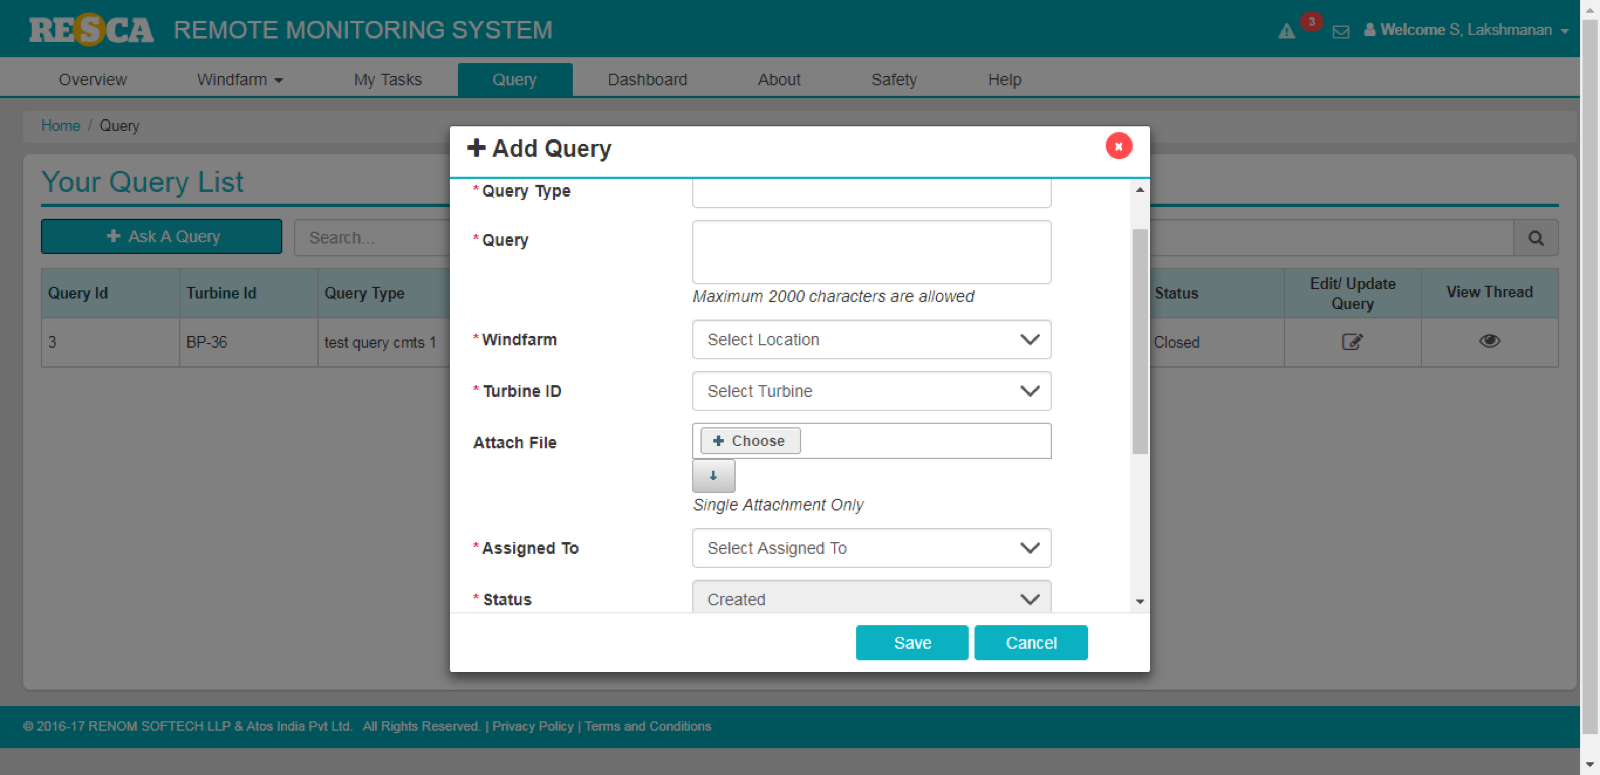 RESCA REMOTE MONITORING SYSTEM
3 Welcome S, Lakshmanan
Overview Windfarm My Tasks Query Dashboard About Safety Help
Home / Query
Your Query List
Ask A Query Search...
Query Id Turbine Id Query Type Status Edit/ Update Query View Thread
3 BP-36 test query cmts 1 Closed
Add Query
* Query Type
* Query
Maximum 2000 characters are allowed
* Windfarm Select Location
* Turbine ID Select Turbine
Attach File Choose
Single Attachment Only
* Assigned To Select Assigned To
* Status Created
Save Cancel
© 2016-17 RENOM SOFTECH LLP & Atos India Pvt Ltd. All Rights Reserved. | Privacy Policy | Terms and Conditions